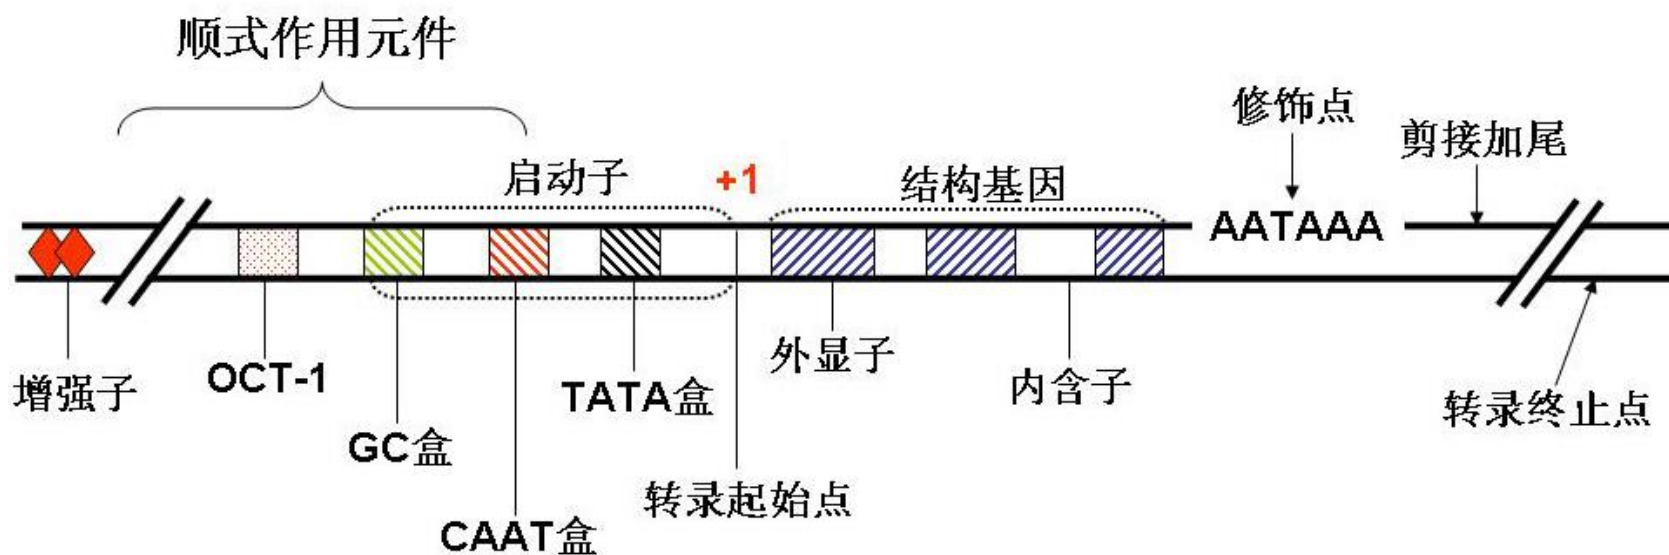 顺式作用元件
修饰点
剪接加尾
启动子
+1
结构基因
AATAAA
增强子
OCT-1
GC盒
CAAT盒
TATA盒
转录起始点
外显子
内含子
转录终止点